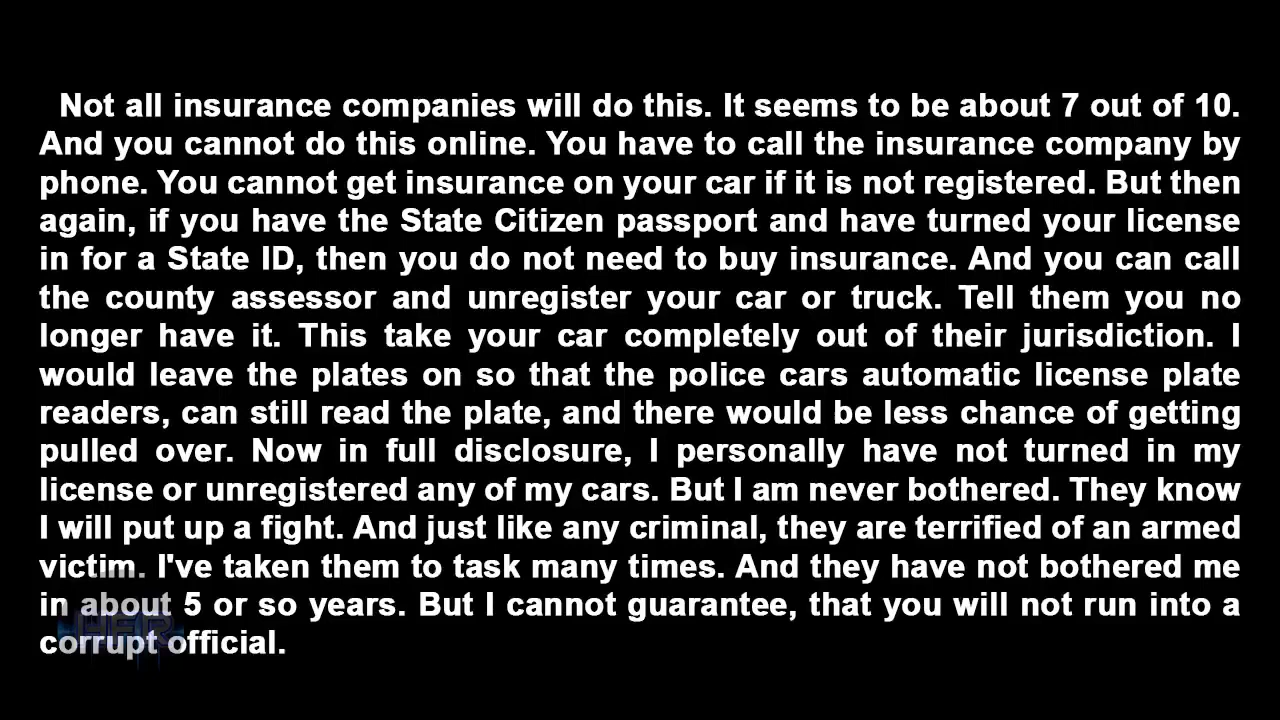 Not all insurance companies will do this. It seems to be about 7 out of 10.
And you cannot do this online. You have to call the insurance company by
phone. You cannot get insurance on your car if it is not registered. But then
again, if you have the State Citizen passport and have turned your license
in for a State ID, then you do not need to buy insurance. And you can call
the county assessor and unregister your car or truck. Tell them you no
longer have it. This take your car completely out of their jurisdiction. I
would leave the plates on so that the police cars automatic license plate
readers, can still read the plate, and there would be less chance of getting
pulled over. Now in full disclosure, I personally have not turned in my
license or unregistered any of my cars. But I am never bothered. They know
I will put up a fight. And just like any criminal, they are terrified of an armed
victim. I've taken them to task many times. And they have not bothered me
in about 5 or so years. But I cannot guarantee, that you will not run into a
corrupt official.